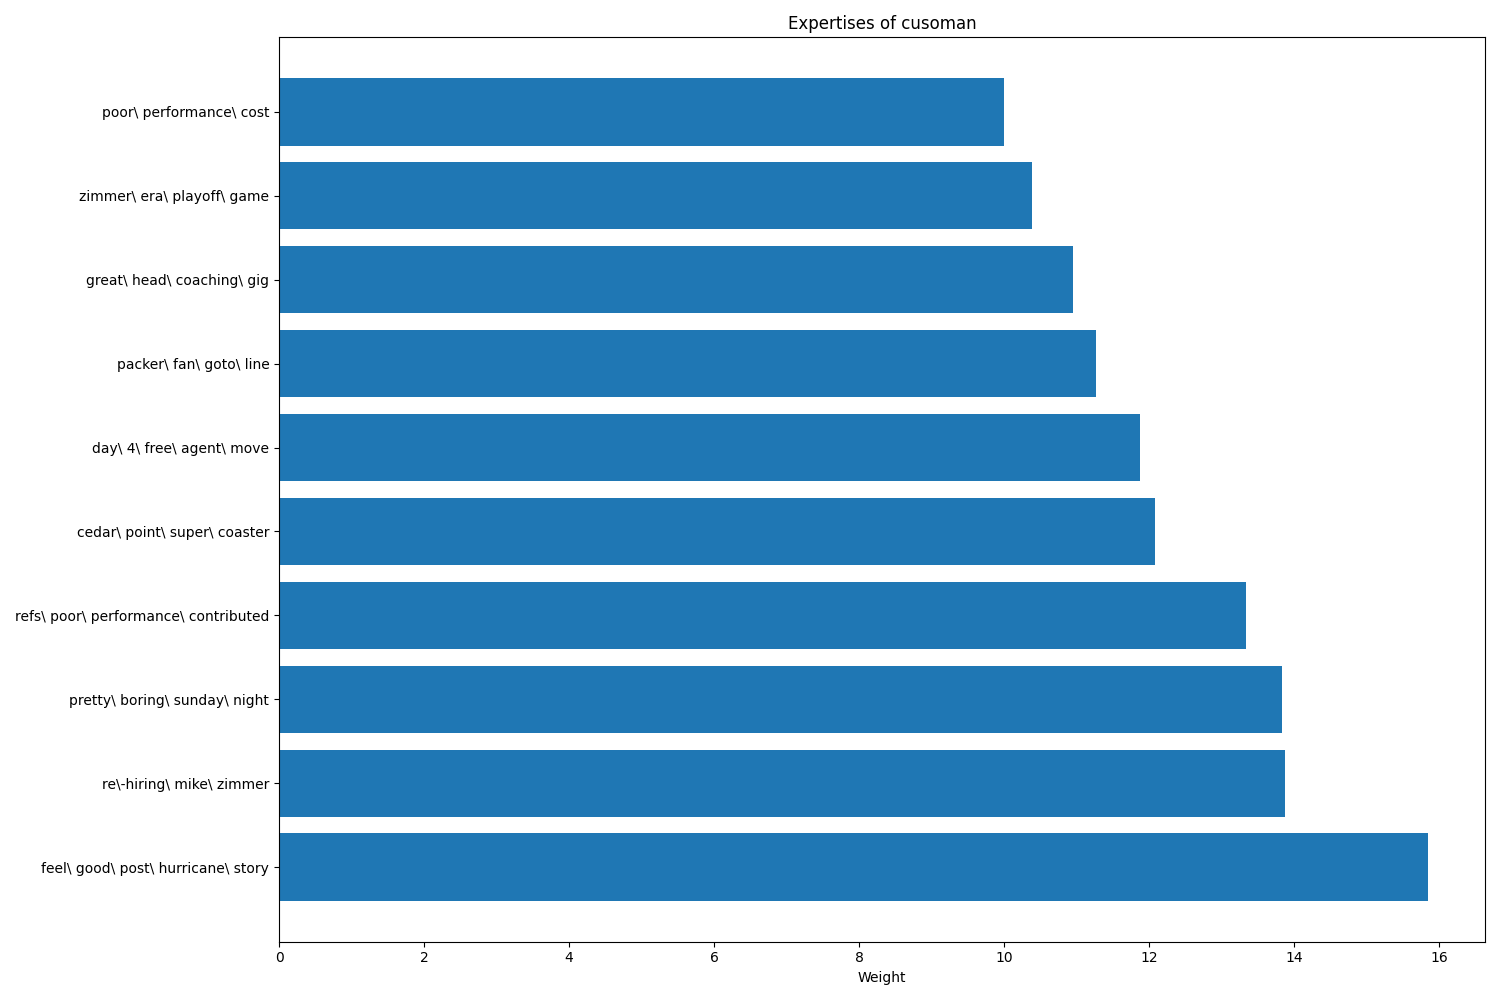 Expertises of cusoman
poor\ performance\ cost
zimmer\ era\ playoff\ game
great\ head\ coaching\ gig
packer\ fan\ goto\ line
day\ 4\ free\ agent\ move
cedar\ point\ super\ coaster
refs\ poor\ performance\ contributed
pretty\ boring\ sunday\ night
re\-hiring\ mike\ zimmer
feel\ good\ post\ hurricane\ story
0 2 4 6 8 10 12 14 16
Weight